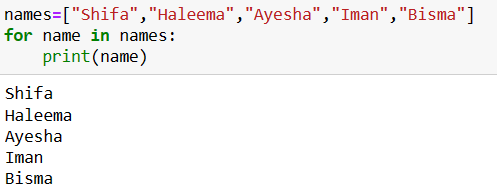 names=["Shifa","Haleema","Ayesha","Iman","Bisma"]
for name in names:
    print(name)
Shifa
Haleema
Ayesha
Iman
Bisma